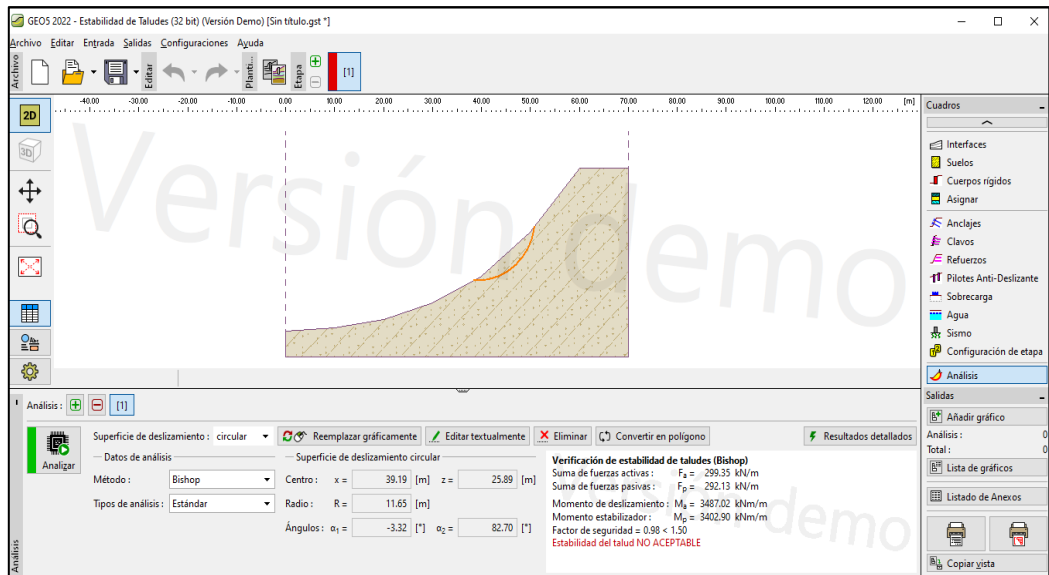 GEO5 2022 - Estabilidad de Taludes (32 bit) (Versión Demo) [Sin título.gst *]
Archivo Editar Entrada Salidas Configuraciones Ayuda
Archivo
Editar
Planti...
Etapa
[1]
2D
3D
-40.00 -30.00 -20.00 -10.00 0.00 10.00 20.00 30.00 40.00 50.00 60.00 70.00 80.00 90.00 100.00 110.00 120.00 [m]
Versión demo
Cuadros
Interfaces
Suelos
Cuerpos rígidos
Asignar
Anclajes
Clavos
Refuerzos
Pilotes Anti-Deslizante
Sobrecarga
Agua
Sismo
Configuración de etapa
Análisis
Salidas
Añadir gráfico
Análisis : 0
Total : 0
Lista de gráficos
Listado de Anexos
Copiar vista
Análisis : [1]
Analizar
Superficie de deslizamiento : circular Reemplazar gráficamente Editar textualmente Eliminar Convertir en polígono Resultados detallados
Datos de análisis
Método : Bishop
Tipos de análisis : Estándar
Superficie de deslizamiento circular
Centro : x = 39.19 [m] z = 25.89 [m]
Radio : R = 11.65 [m]
Ángulos : α1 = -3.32 [°] α2 = 82.70 [°]
Verificación de estabilidad de taludes (Bishop)
Suma de fuerzas activas : Fa = 299.35 kN/m
Suma de fuerzas pasivas : Fp = 292.13 kN/m
Momento de deslizamiento : Ma = 3487.02 kNm/m
Momento estabilizador : Mp = 3402.90 kNm/m
Factor de seguridad = 0.98 < 1.50
Estabilidad del talud NO ACEPTABLE
versión demo
Análisis